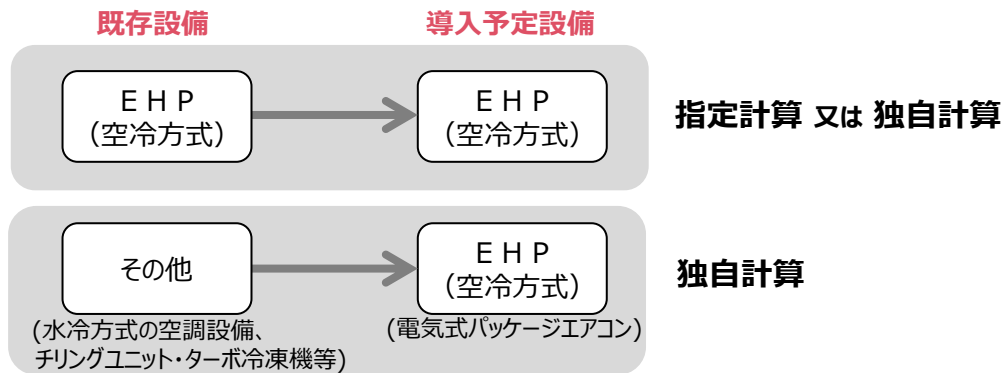 既存設備
導入予定設備
ＥＨＰ
（空冷方式）
ＥＨＰ
（空冷方式）
指定計算 又は 独自計算
その他
ＥＨＰ
（空冷方式）
独自計算
(水冷方式の空調設備、
チリングユニット・ターボ冷凍機等)
(電気式パッケージエアコン)